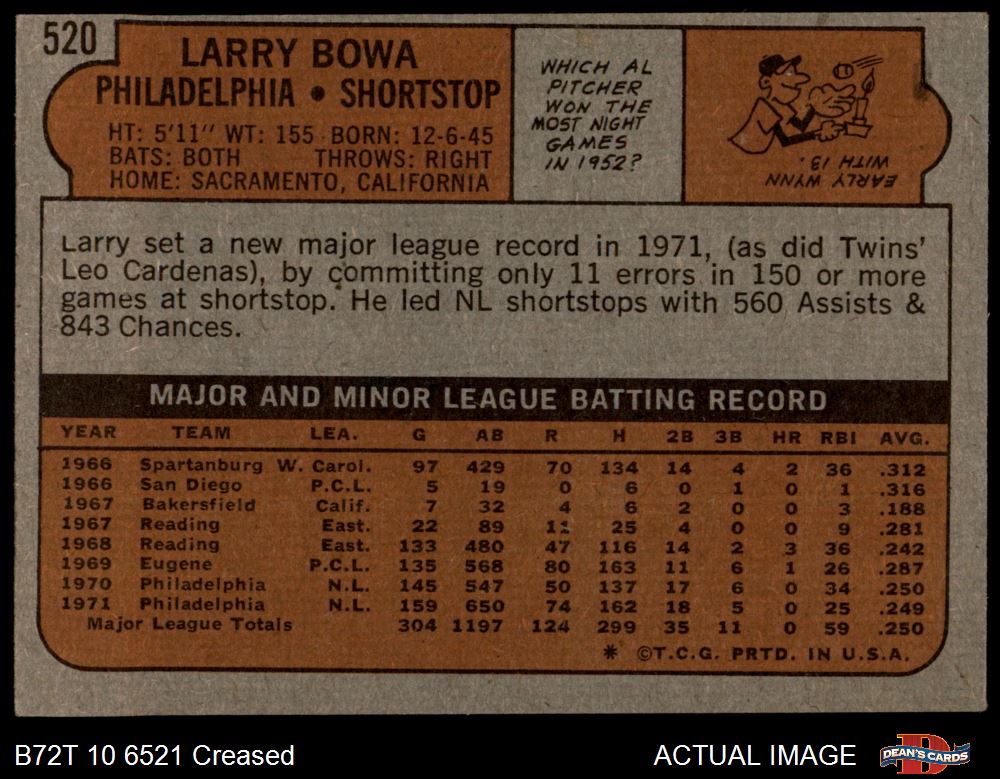 520
LARRY BOWA
PHILADELPHIA • SHORTSTOP
HT: 5'11" WT: 155 BORN: 12-6-45
BATS: BOTH THROWS: RIGHT
HOME: SACRAMENTO, CALIFORNIA
WHICH AL
PITCHER
WON THE
MOST NIGHT
GAMES
IN 1952?
EARLY WYNN
WITH 13.
Larry set a new major league record in 1971, (as did Twins'
Leo Cardenas), by committing only 11 errors in 150 or more
games at shortstop. He led NL shortstops with 560 Assists &
843 Chances.
MAJOR AND MINOR LEAGUE BATTING RECORD
YEAR TEAM LEA. G AB R H 2B 3B HR RBI AVG.
1966 Spartanburg W. Carol. 97 429 70 134 14 4 2 36 .312
1966 San Diego P.C.L. 5 19 0 6 0 1 0 1 .316
1967 Bakersfield Calif. 7 32 4 6 2 0 0 3 .188
1967 Reading East. 22 89 11 25 4 0 0 9 .281
1968 Reading East. 133 480 47 116 14 2 3 36 .242
1969 Eugene P.C.L. 135 568 80 163 11 6 1 26 .287
1970 Philadelphia N.L. 145 547 50 137 17 6 0 34 .250
1971 Philadelphia N.L. 159 650 74 162 18 5 0 25 .249
Major League Totals 304 1197 124 299 35 11 0 59 .250
* ©T.C.G. PRTD. IN U.S.A.
B72T 10 6521 Creased
ACTUAL IMAGE
DEAN'S CARDS